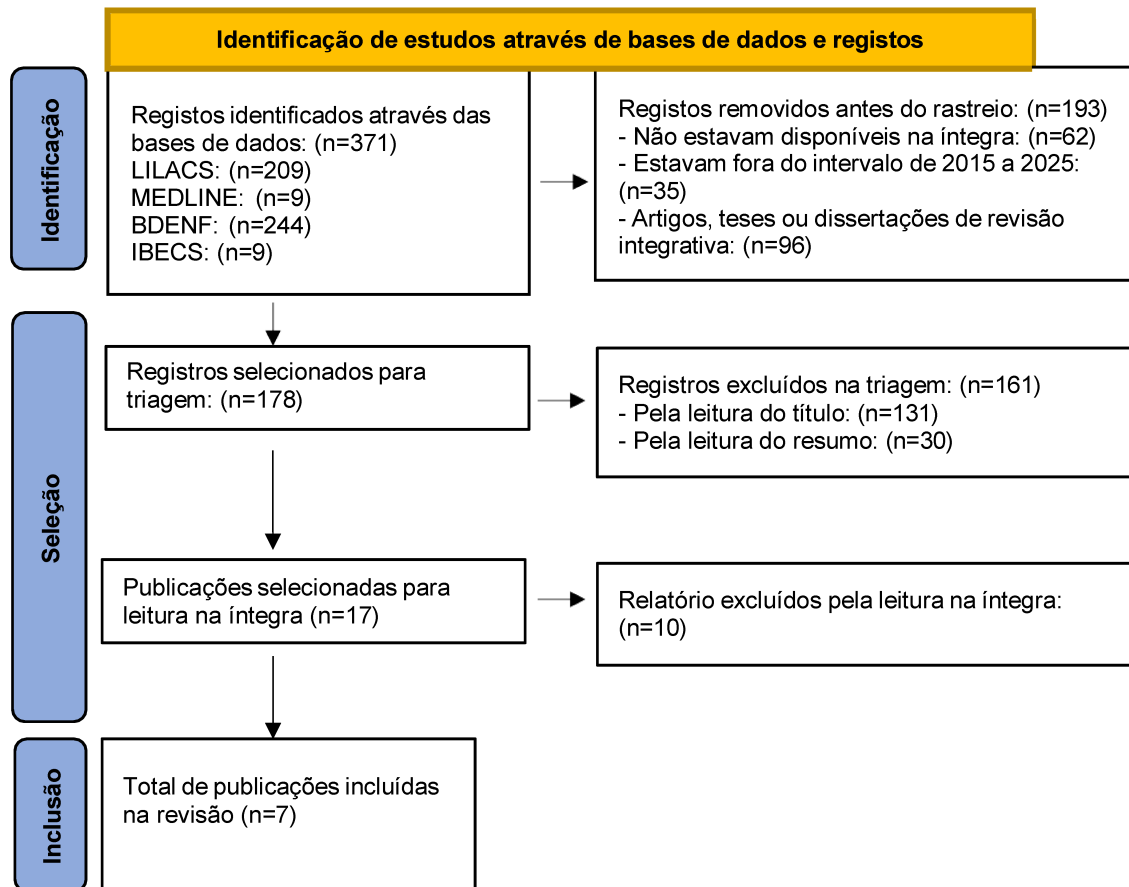 Identificação de estudos através de bases de dados e registos
Identificação
Registos identificados através das
bases de dados: (n=371)
LILACS: (n=209)
MEDLINE: (n=9)
BDENF: (n=244)
IBECS: (n=9)
Registos removidos antes do rastreio: (n=193)
- Não estavam disponíveis na íntegra: (n=62)
- Estavam fora do intervalo de 2015 a 2025:
(n=35)
- Artigos, teses ou dissertações de revisão
integrativa: (n=96)
Seleção
Registros selecionados para
triagem: (n=178)
Registros excluídos na triagem: (n=161)
- Pela leitura do título: (n=131)
- Pela leitura do resumo: (n=30)
Publicações selecionadas para
leitura na íntegra (n=17)
Relatório excluídos pela leitura na íntegra:
(n=10)
Inclusão
Total de publicações incluídas
na revisão (n=7)